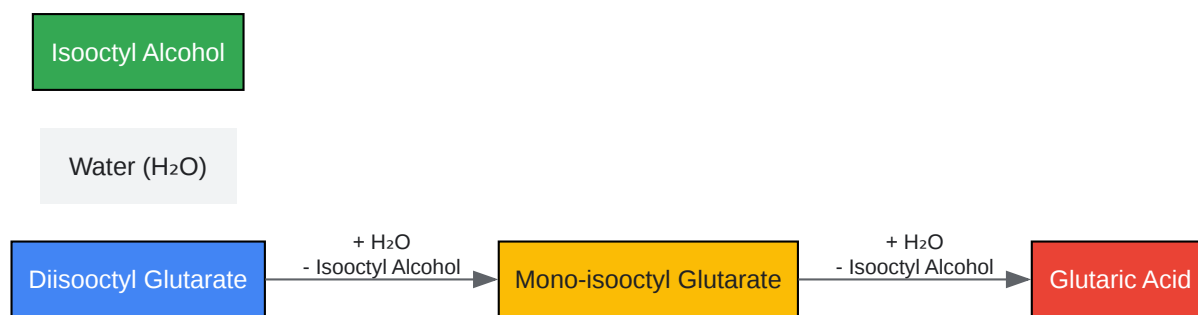 Isooctyl Alcohol
Water (H₂O)
Diisooctyl Glutarate
+ H₂O
- Isooctyl Alcohol
Mono-isooctyl Glutarate
+ H₂O
- Isooctyl Alcohol
Glutaric Acid